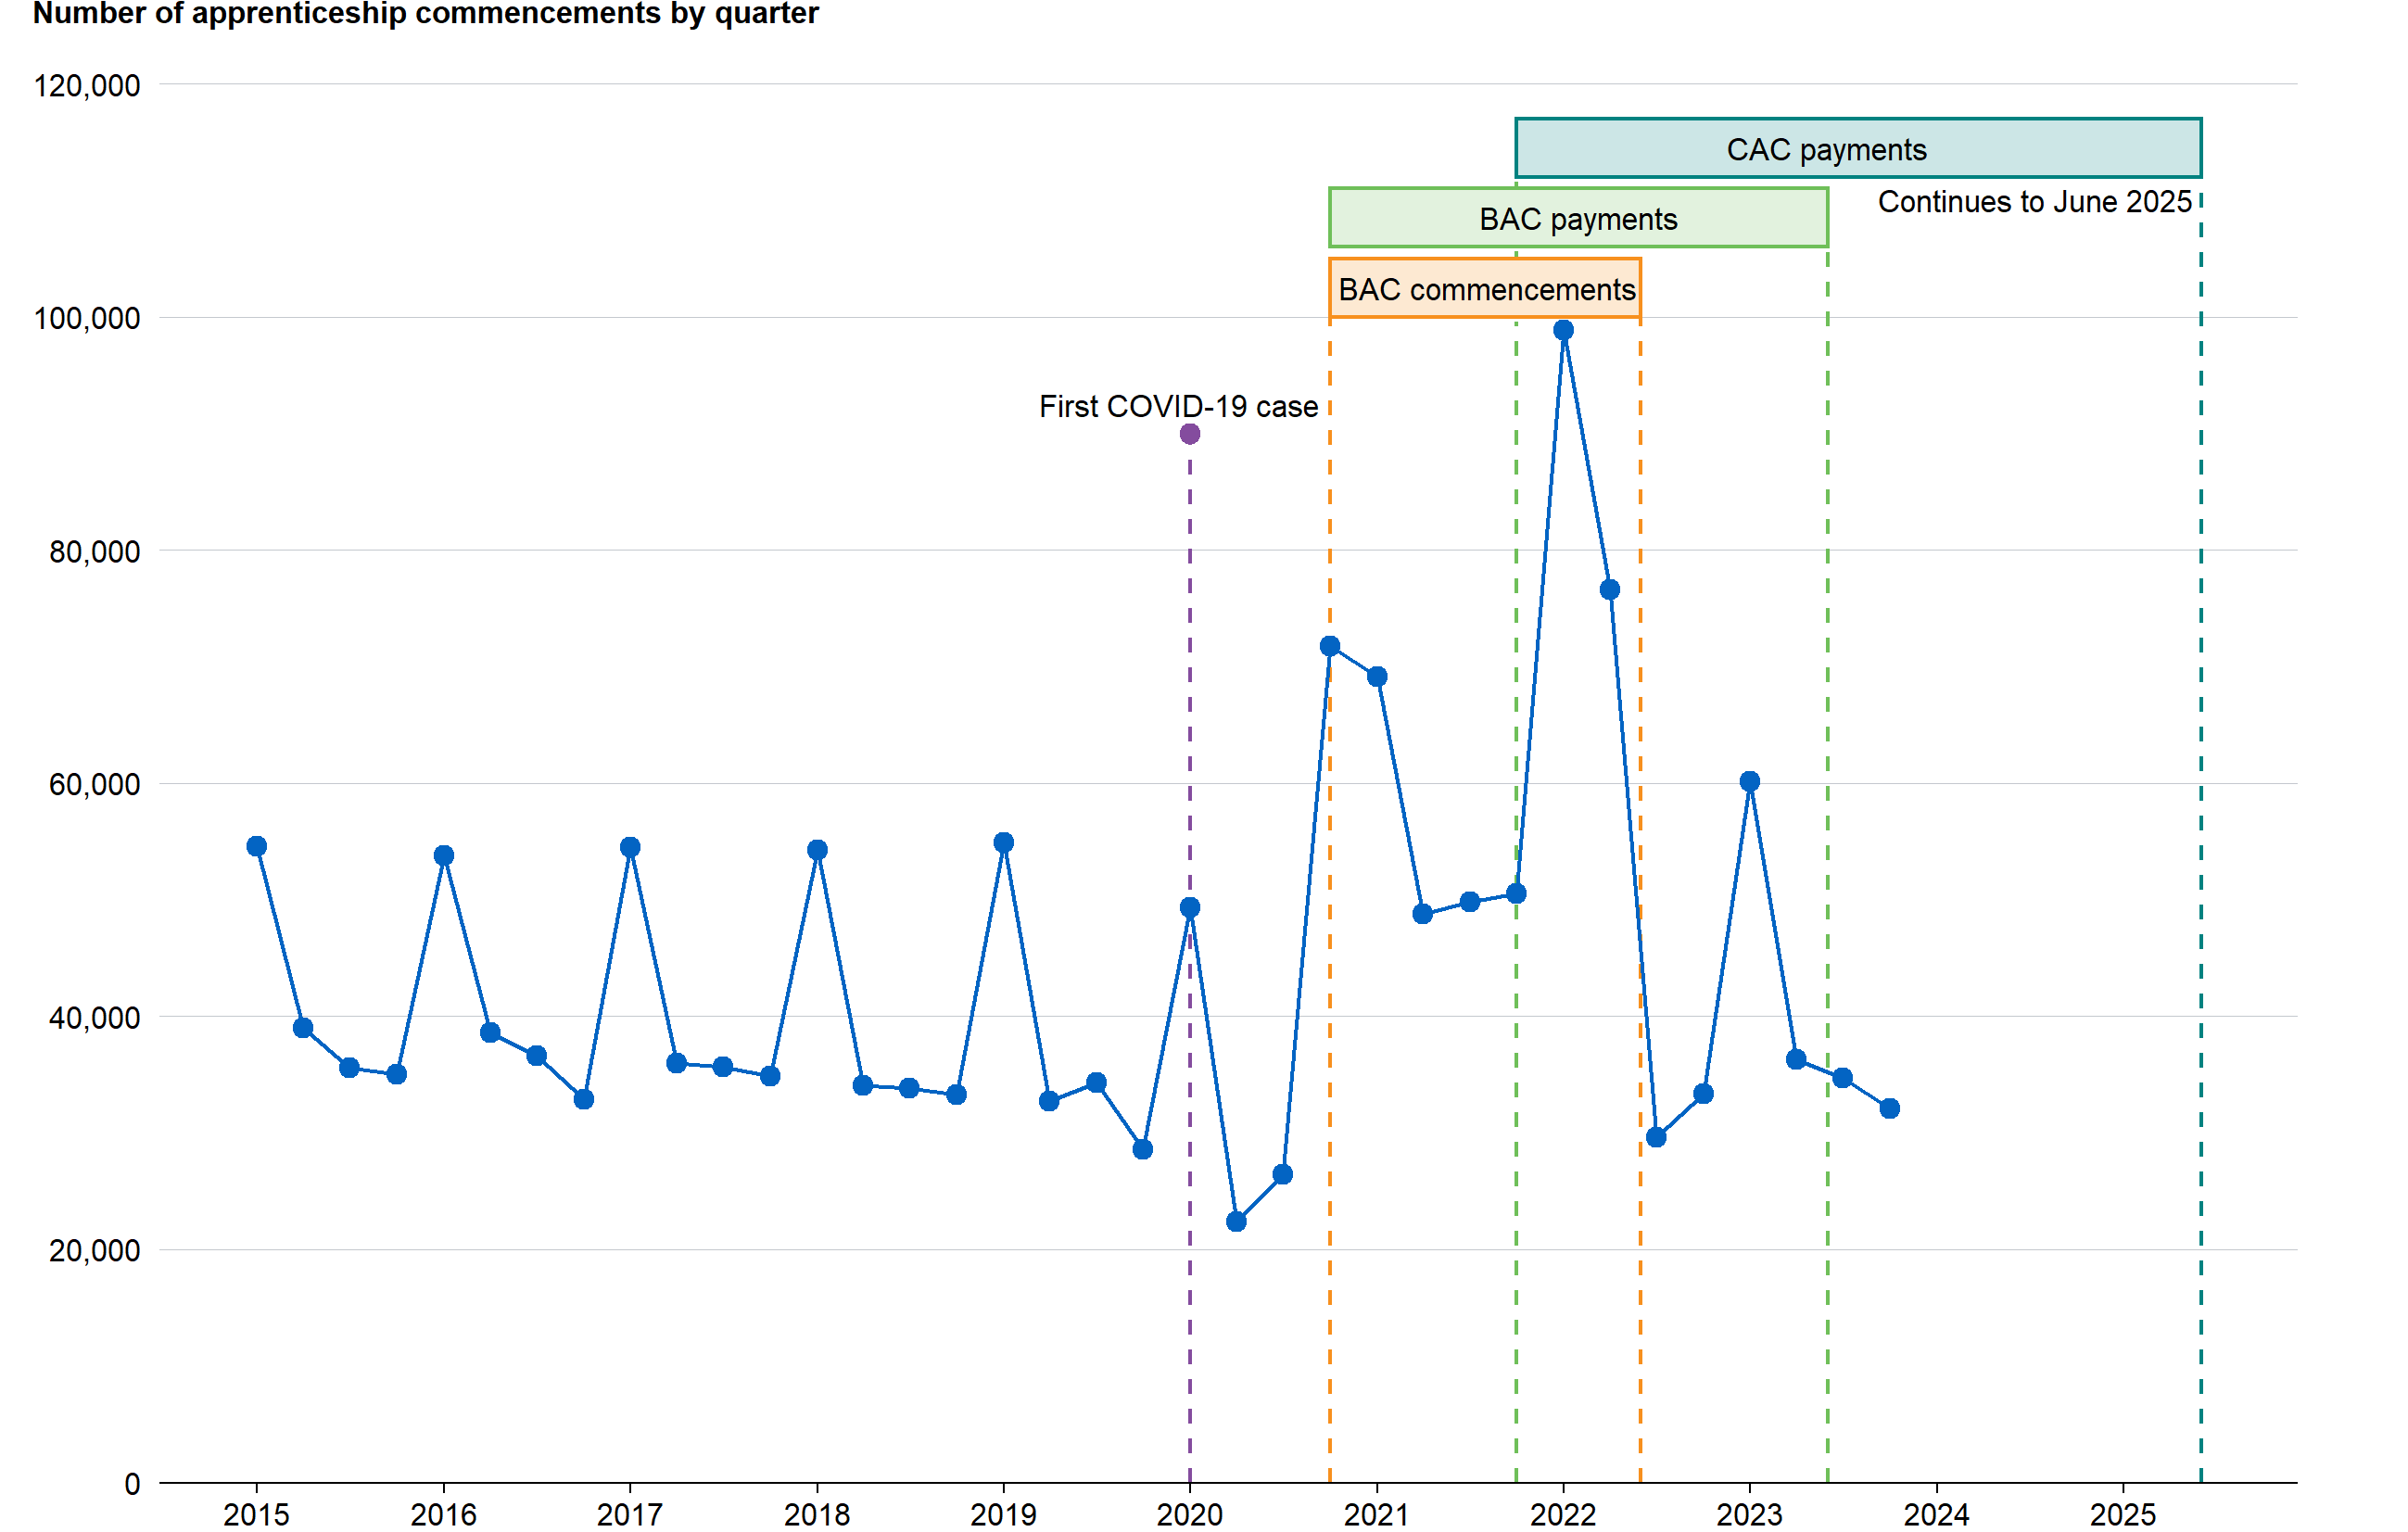 Number of apprenticeship commencements by quarter
120,000
CAC payments
Continues to June 2025
BAC payments
BAC commencements
100,000
First COVID-19 case
80,000
60,000
40,000
20,000
0
2015 2016 2017 2018 2019 2020 2021 2022 2023 2024 2025